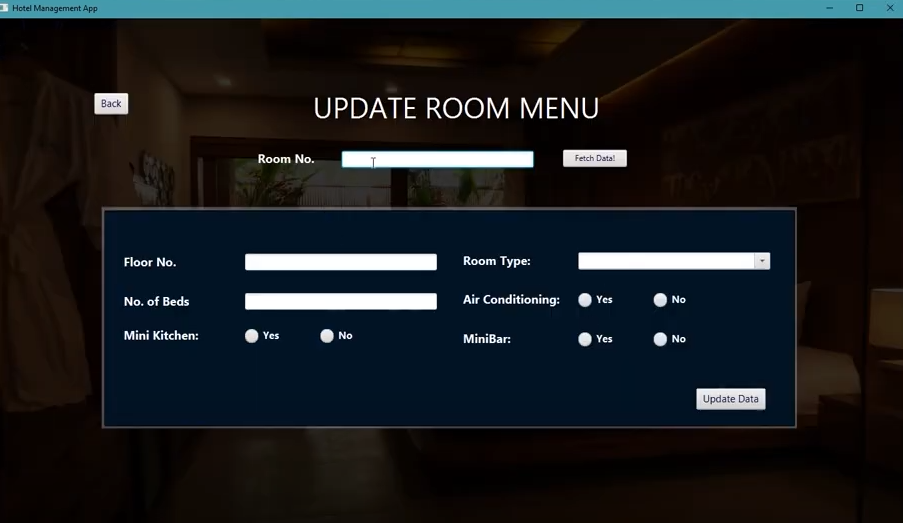 Hotel Management App
Back
UPDATE ROOM MENU
Room No.
Fetch Data!
Floor No.
Room Type:
No. of Beds
Air Conditioning: Yes No
Mini Kitchen: Yes No
MiniBar: Yes No
Update Data